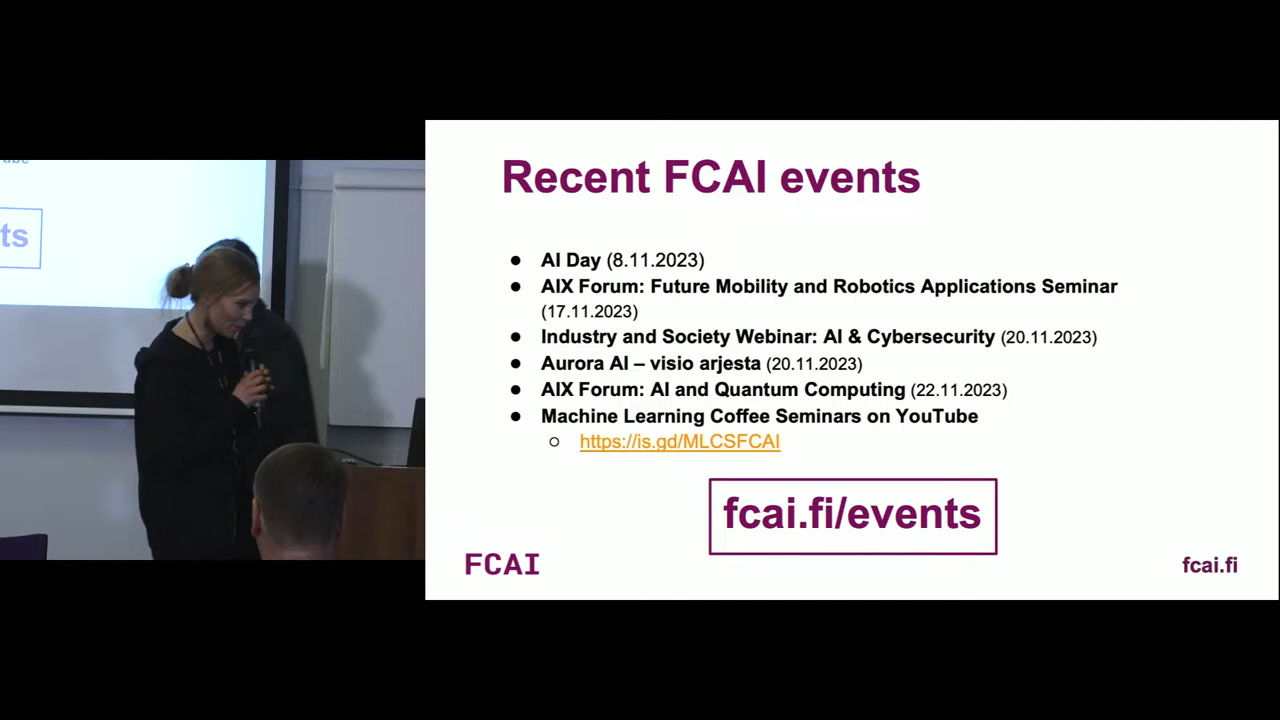 ube
ts
Recent FCAI events
● AI Day (8.11.2023)
● AIX Forum: Future Mobility and Robotics Applications Seminar
(17.11.2023)
● Industry and Society Webinar: AI & Cybersecurity (20.11.2023)
● Aurora AI – visio arjesta (20.11.2023)
● AIX Forum: AI and Quantum Computing (22.11.2023)
● Machine Learning Coffee Seminars on YouTube
○ https://is.gd/MLCSFCAI
fcai.fi/events
FCAI
fcai.fi